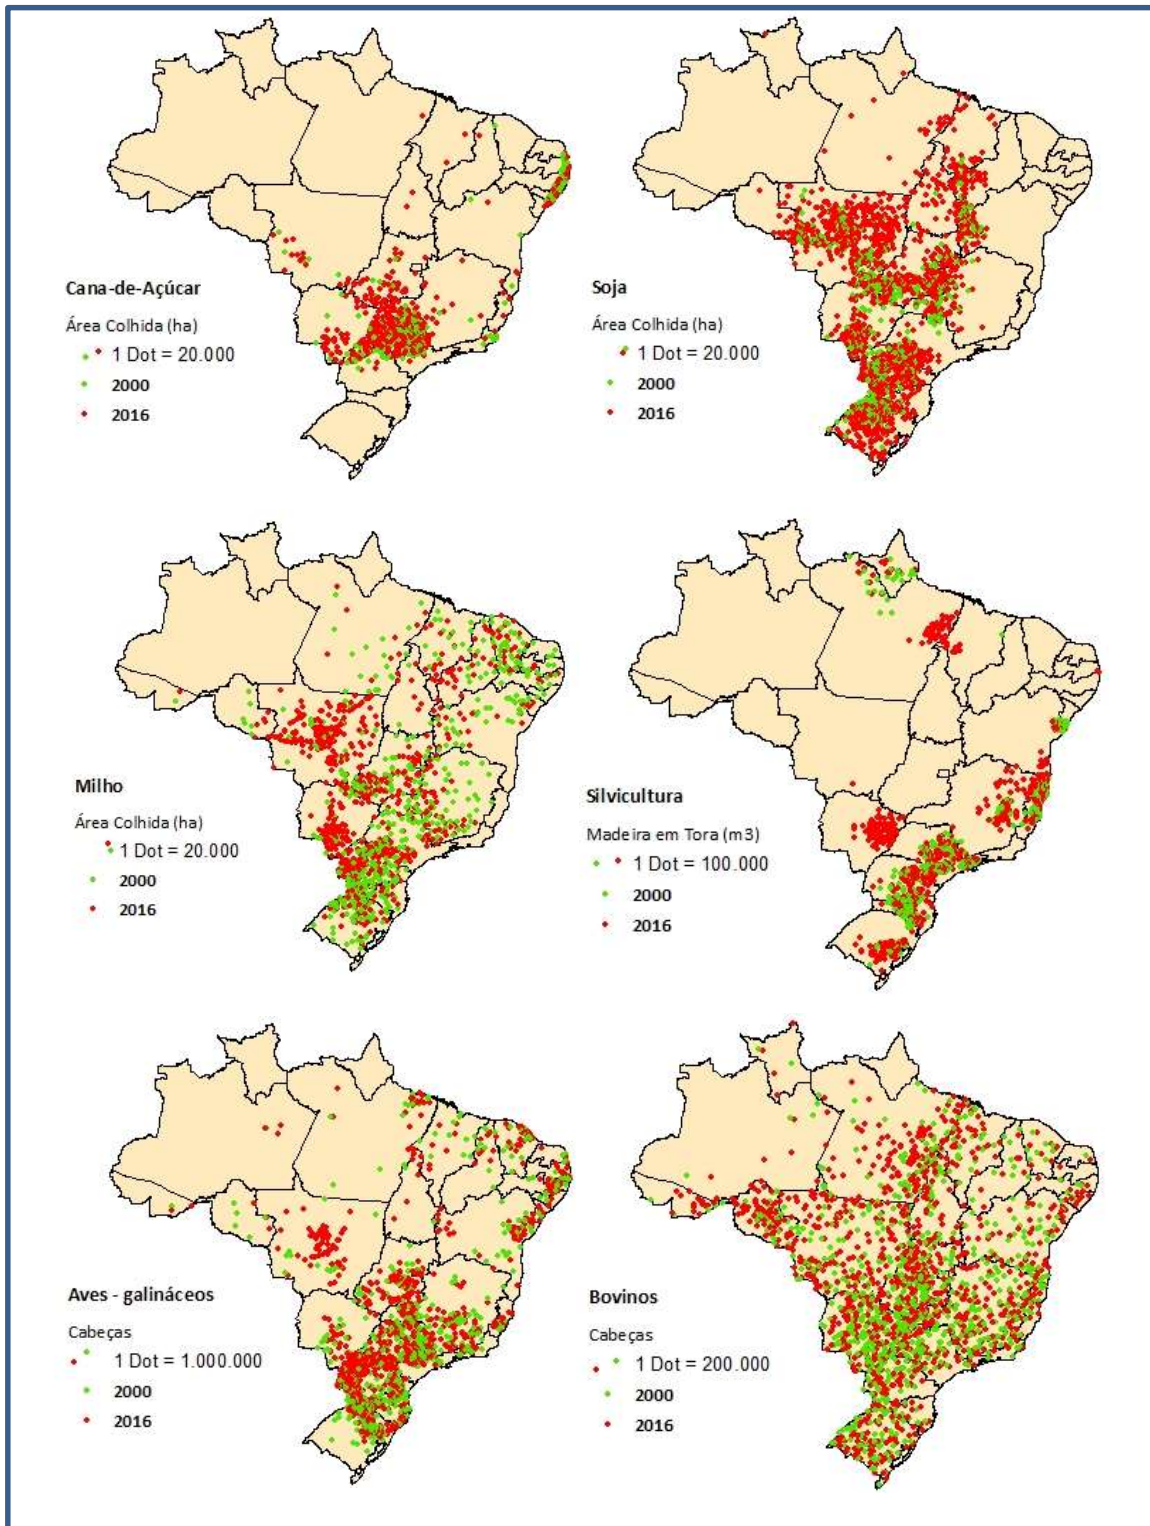 Cana-de-Açúcar
Área Colhida (ha)
1 Dot = 20.000
2000
2016
Soja
Área Colhida (ha)
1 Dot = 20.000
2000
2016
Milho
Área Colhida (ha)
1 Dot = 20.000
2000
2016
Silvicultura
Madeira em Tora (m3)
1 Dot = 100.000
2000
2016
Aves - galináceos
Cabeças
1 Dot = 1.000.000
2000
2016
Bovinos
Cabeças
1 Dot = 200.000
2000
2016